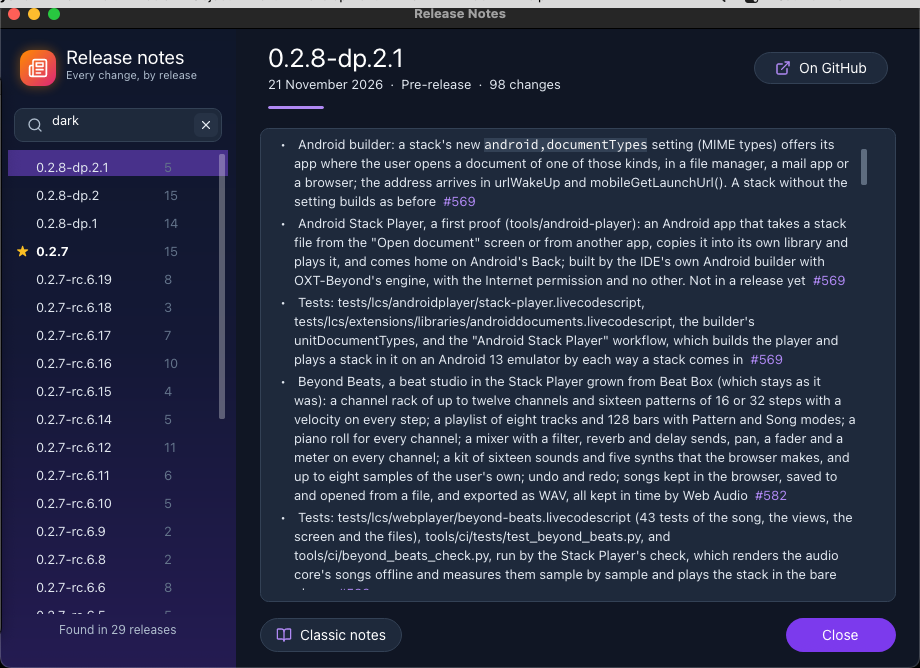 Release Notes
Release notes
Every change, by release
dark
0.2.8-dp.2.1 5
0.2.8-dp.2 15
0.2.8-dp.1 14
0.2.7 15
0.2.7-rc.6.19 8
0.2.7-rc.6.18 3
0.2.7-rc.6.17 7
0.2.7-rc.6.16 10
0.2.7-rc.6.15 4
0.2.7-rc.6.14 5
0.2.7-rc.6.12 11
0.2.7-rc.6.11 6
0.2.7-rc.6.10 5
0.2.7-rc.6.9 2
0.2.7-rc.6.8 2
0.2.7-rc.6.6 8
Found in 29 releases
0.2.8-dp.2.1
21 November 2026 · Pre-release · 98 changes
On GitHub
• Android builder: a stack's new android,documentTypes setting (MIME types) offers its
app where the user opens a document of one of those kinds, in a file manager, a mail app or
a browser; the address arrives in urlWakeUp and mobileGetLaunchUrl(). A stack without the
setting builds as before #569
• Android Stack Player, a first proof (tools/android-player): an Android app that takes a stack
file from the "Open document" screen or from another app, copies it into its own library and
plays it, and comes home on Android's Back; built by the IDE's own Android builder with
OXT-Beyond's engine, with the Internet permission and no other. Not in a release yet #569
• Tests: tests/lcs/androidplayer/stack-player.livecodescript,
tests/lcs/extensions/libraries/androiddocuments.livecodescript, the builder's
unitDocumentTypes, and the "Android Stack Player" workflow, which builds the player and
plays a stack in it on an Android 13 emulator by each way a stack comes in #569
• Beyond Beats, a beat studio in the Stack Player grown from Beat Box (which stays as it
was): a channel rack of up to twelve channels and sixteen patterns of 16 or 32 steps with a
velocity on every step; a playlist of eight tracks and 128 bars with Pattern and Song modes; a
piano roll for every channel; a mixer with a filter, reverb and delay sends, pan, a fader and a
meter on every channel; a kit of sixteen sounds and five synths that the browser makes, and
up to eight samples of the user's own; undo and redo; songs kept in the browser, saved to
and opened from a file, and exported as WAV, all kept in time by Web Audio #582
• Tests: tests/lcs/webplayer/beyond-beats.livecodescript (43 tests of the song, the views, the
screen and the files), tools/ci/tests/test_beyond_beats.py, and
tools/ci/beyond_beats_check.py, run by the Stack Player's check, which renders the audio
core's songs offline and measures them sample by sample and plays the stack in the bare
Classic notes
Close